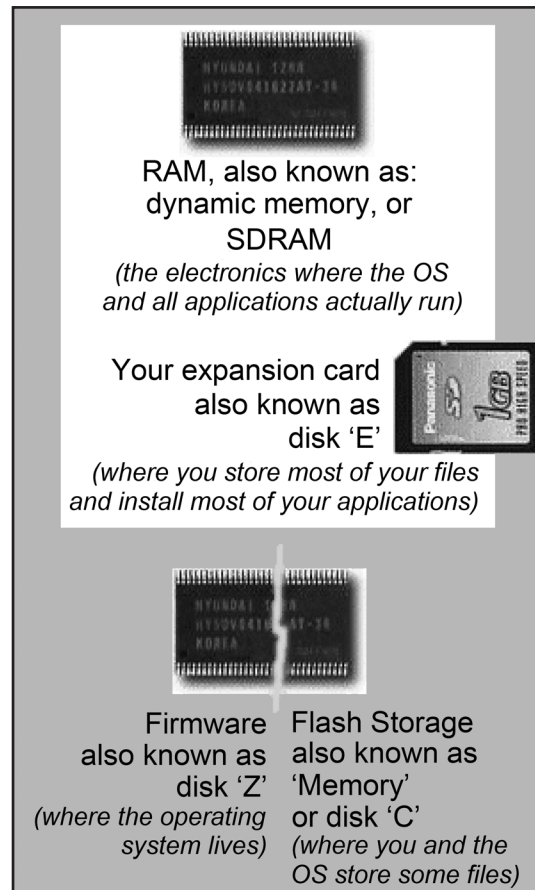 HYUNDAI
KOREA
RAM, also known as:
dynamic memory, or
SDRAM
(the electronics where the OS
and all applications actually run)
Your expansion card
also known as
disk ‘E’
(where you store most of your files
and install most of your applications)
Panasonic
SD
1GB
PRO HIGH SPEED
HYUNDAI
KOREA
Firmware
also known as
disk ‘Z’
(where the operating
system lives)
Flash Storage
also known as
‘Memory’
or disk ‘C’
(where you and the
OS store some files)